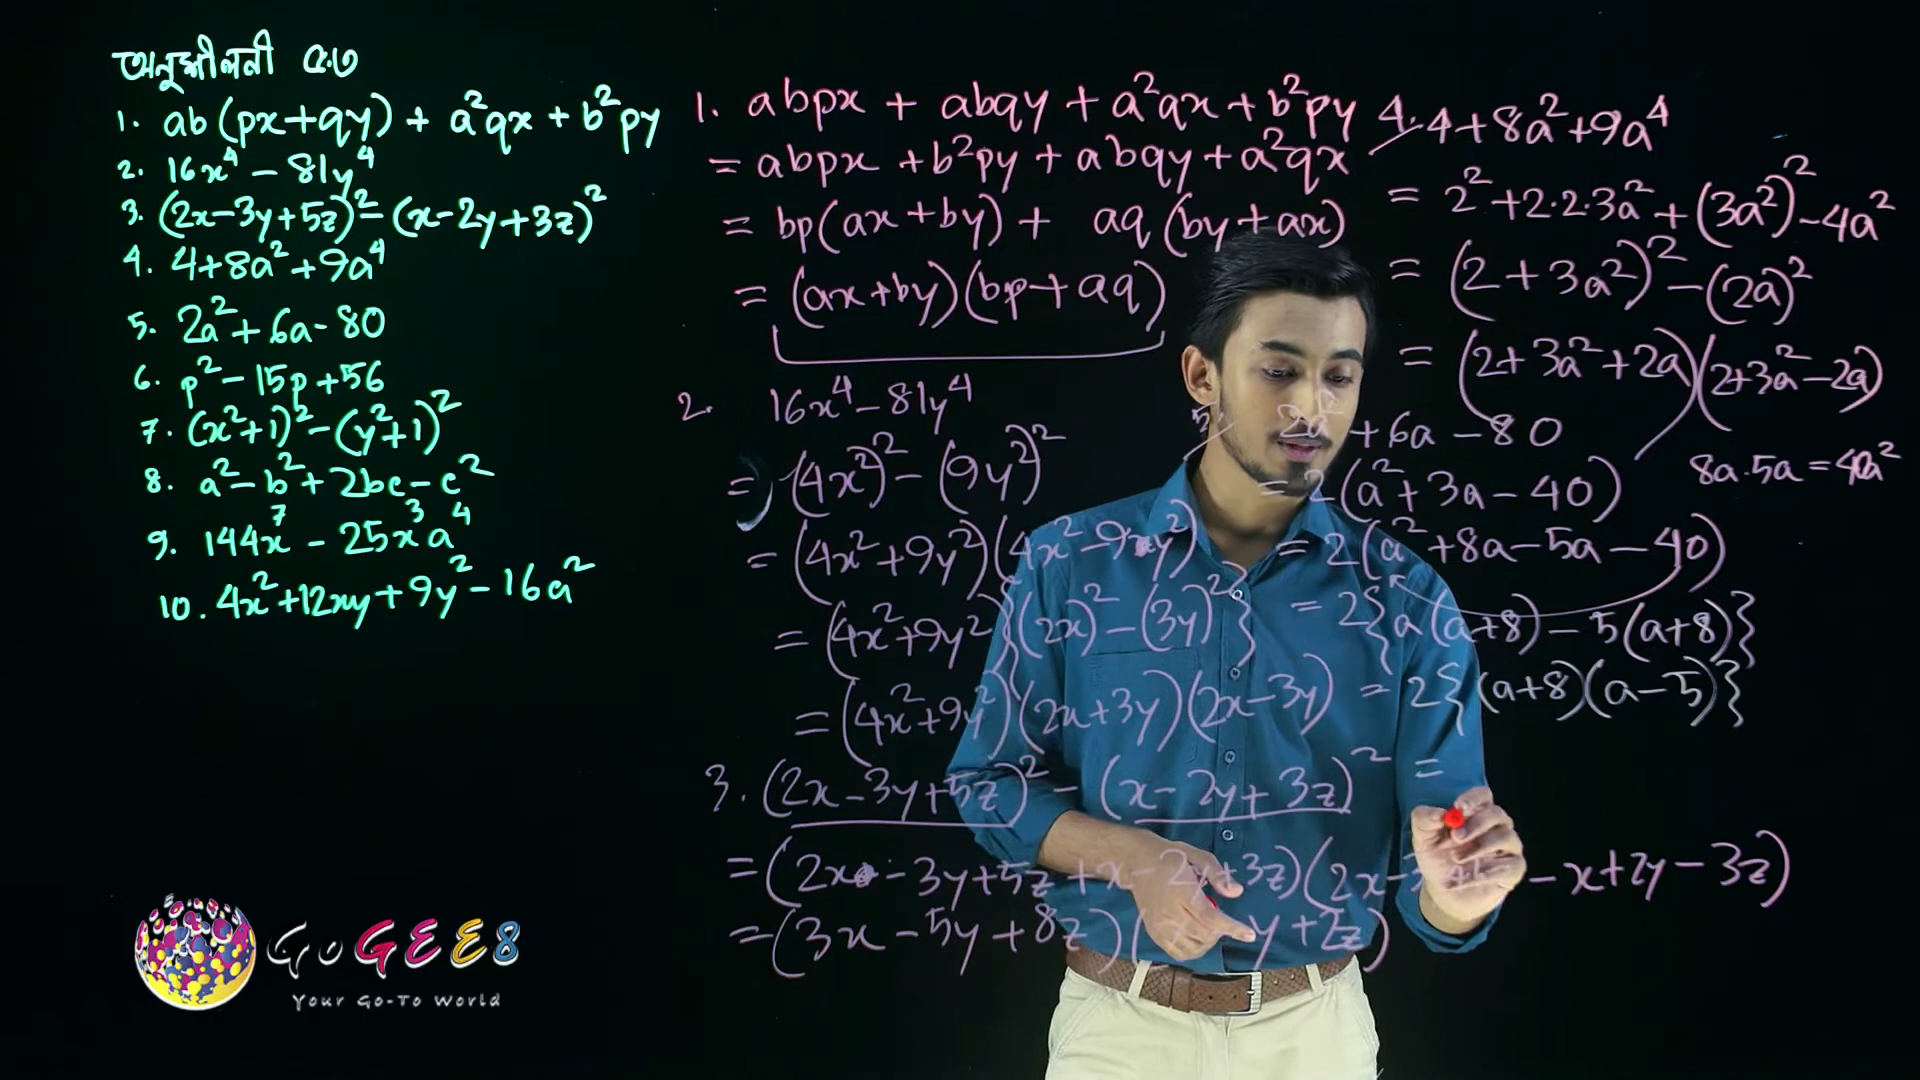 অনুশীলনী ৫.৩
1. ab(px+qy) + a²qx + b²py
2. 16x⁴ - 81y⁴
3. (2x-3y+5z)² - (x-2y+3z)²
4. 4+8a²+9a⁴
5. 2a²+6a-80
6. p²-15p+56
7. (x²+1)²-(y²+1)²
8. a²-b²+2bc-c²
9. 144x⁷ - 25x³a⁴
10. 4x²+12xy+9y²-16a²
1. abpx + abqy + a²qx + b²py
= abpx + b²py + abqy + a²qx
= bp(ax+by) + aq(by+ax)
= (ax+by)(bp+aq)
2. 16x⁴-81y⁴
= (4x²)² - (9y²)²
= (4x²+9y²)(4x²-9y²)
= (4x²+9y²){(2x)²-(3y)²}
= (4x²+9y²)(2x+3y)(2x-3y)
3. (2x-3y+5z)² - (x-2y+3z)²
= (2x-3y+5z+x-2y+3z)(2x- -x+2y-3z)
= (3x-5y+8z)( y+2z)
4. 4+8a²+9a⁴
= 2²+2·2·3a²+(3a²)²-4a²
= (2+3a²)²-(2a)²
= (2+3a²+2a)(2+3a²-2a)
5. 2a²+6a-80
= 2(a²+3a-40)
8a.5a=40a²
= 2(a²+8a-5a-40)
= 2{a(a+8)-5(a+8)}
= 2{(a+8)(a-5)}
=
GoGEE8
Your Go-To World